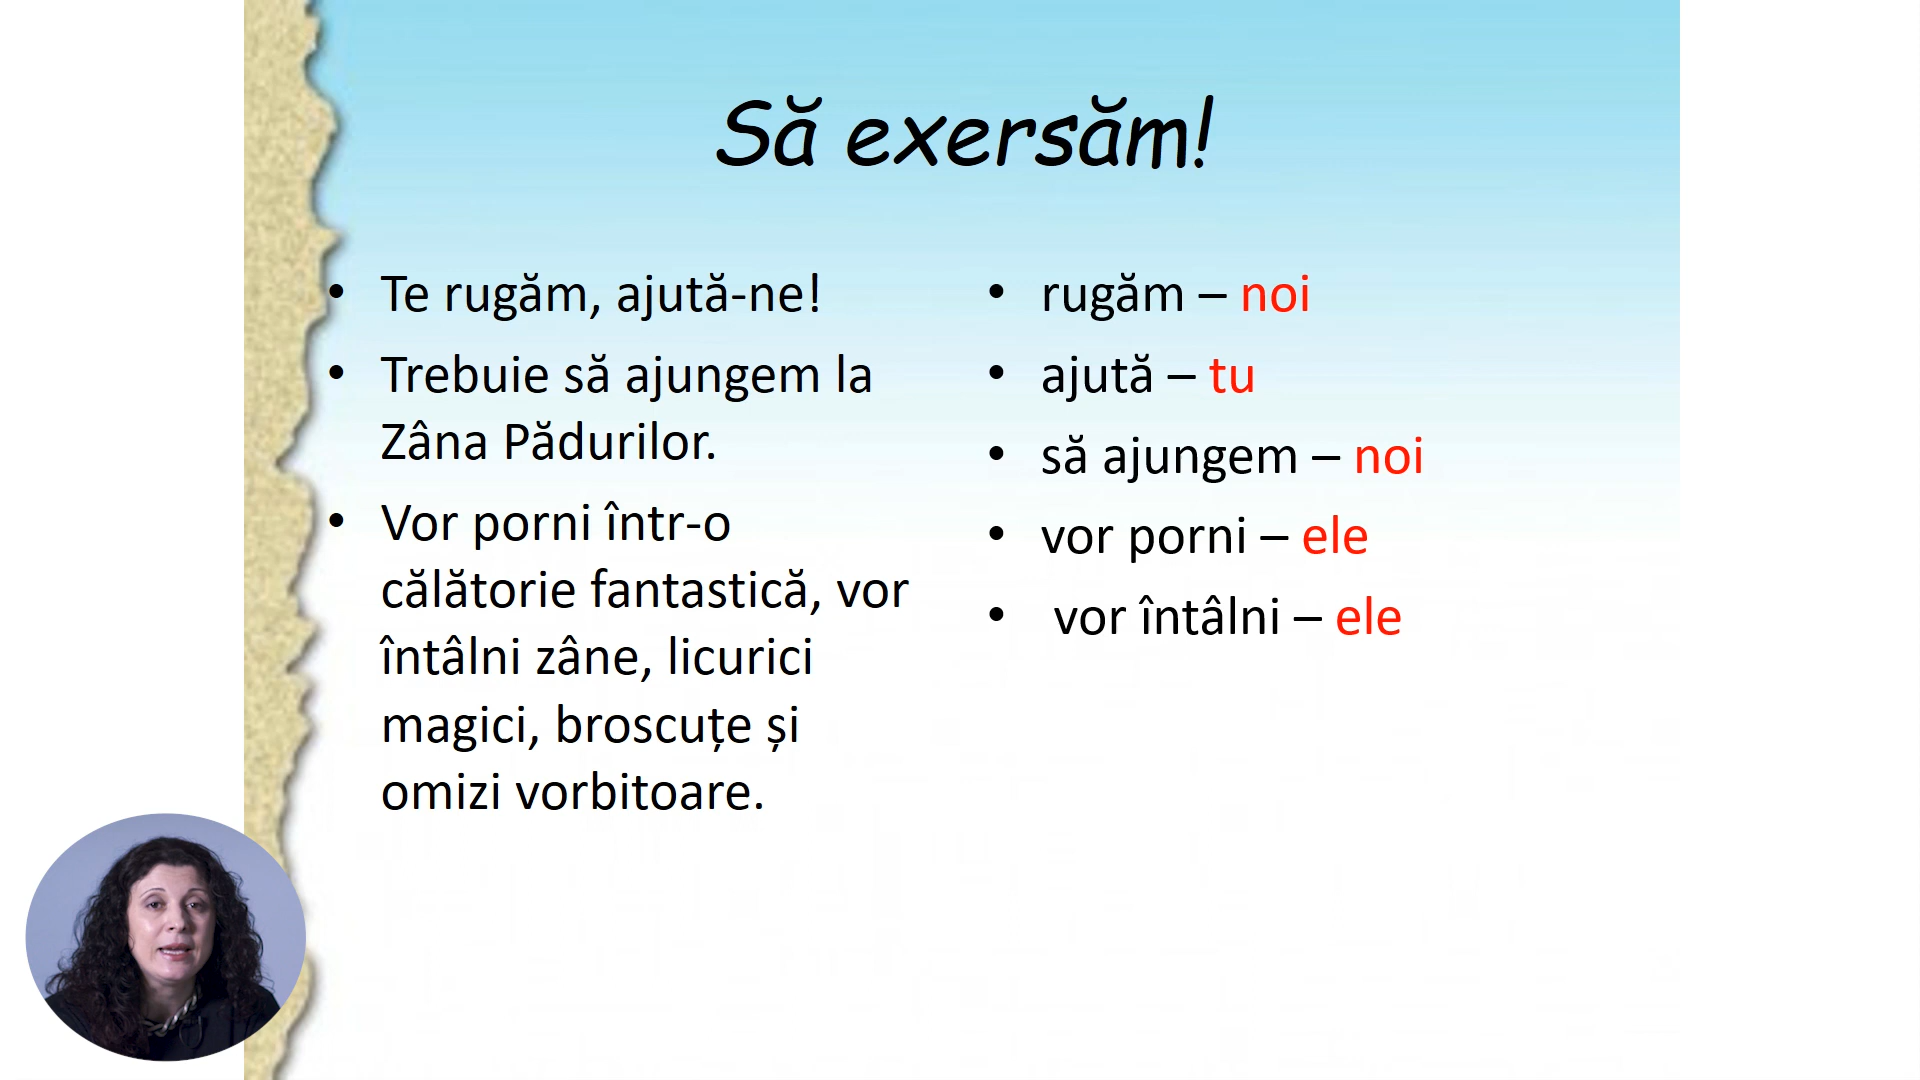 Să exersăm!
• Te rugăm, ajută-ne!
• Trebuie să ajungem la
Zâna Pădurilor.
• Vor porni într-o
călătorie fantastică, vor
întâlni zâne, licurici
magici, broscuțe și
omizi vorbitoare.
• rugăm – noi
• ajută – tu
• să ajungem – noi
• vor porni – ele
• vor întâlni – ele